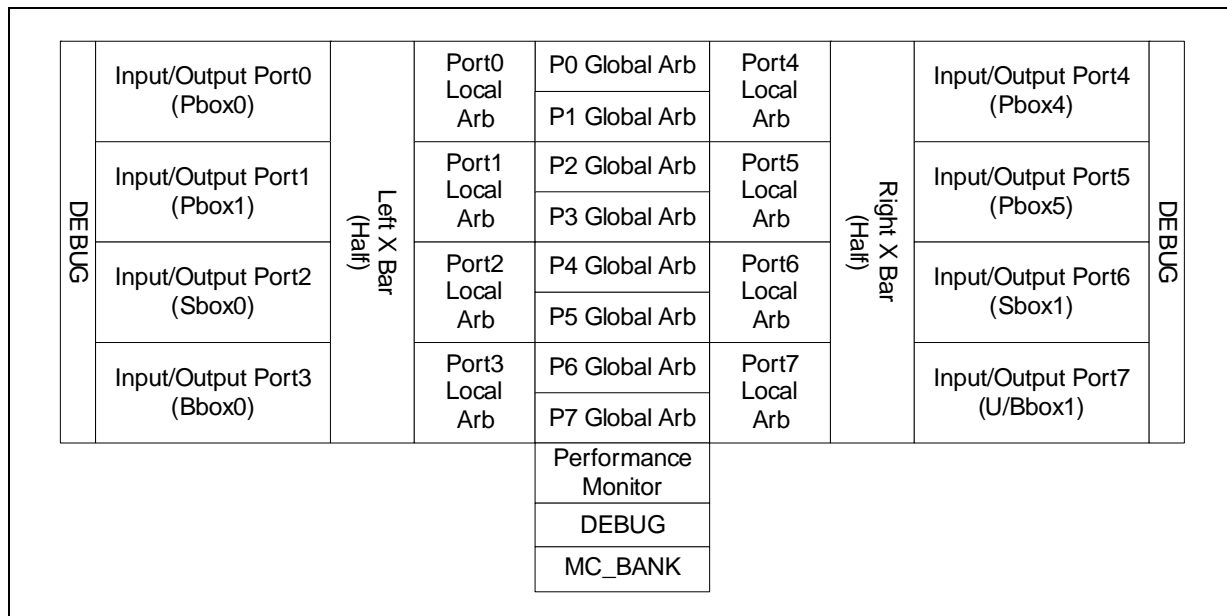 DEBUG
Input/Output Port0
(Pbox0)
Input/Output Port1
(Pbox1)
Input/Output Port2
(Sbox0)
Input/Output Port3
(Bbox0)
Left X Bar
(Half)
Port0
Local
Arb
Port1
Local
Arb
Port2
Local
Arb
Port3
Local
Arb
P0 Global Arb
P1 Global Arb
P2 Global Arb
P3 Global Arb
P4 Global Arb
P5 Global Arb
P6 Global Arb
P7 Global Arb
Performance
Monitor
DEBUG
MC_BANK
Port4
Local
Arb
Port5
Local
Arb
Port6
Local
Arb
Port7
Local
Arb
Right X Bar
(Half)
Input/Output Port4
(Pbox4)
Input/Output Port5
(Pbox5)
Input/Output Port6
(Sbox1)
Input/Output Port7
(U/Bbox1)
DEBUG